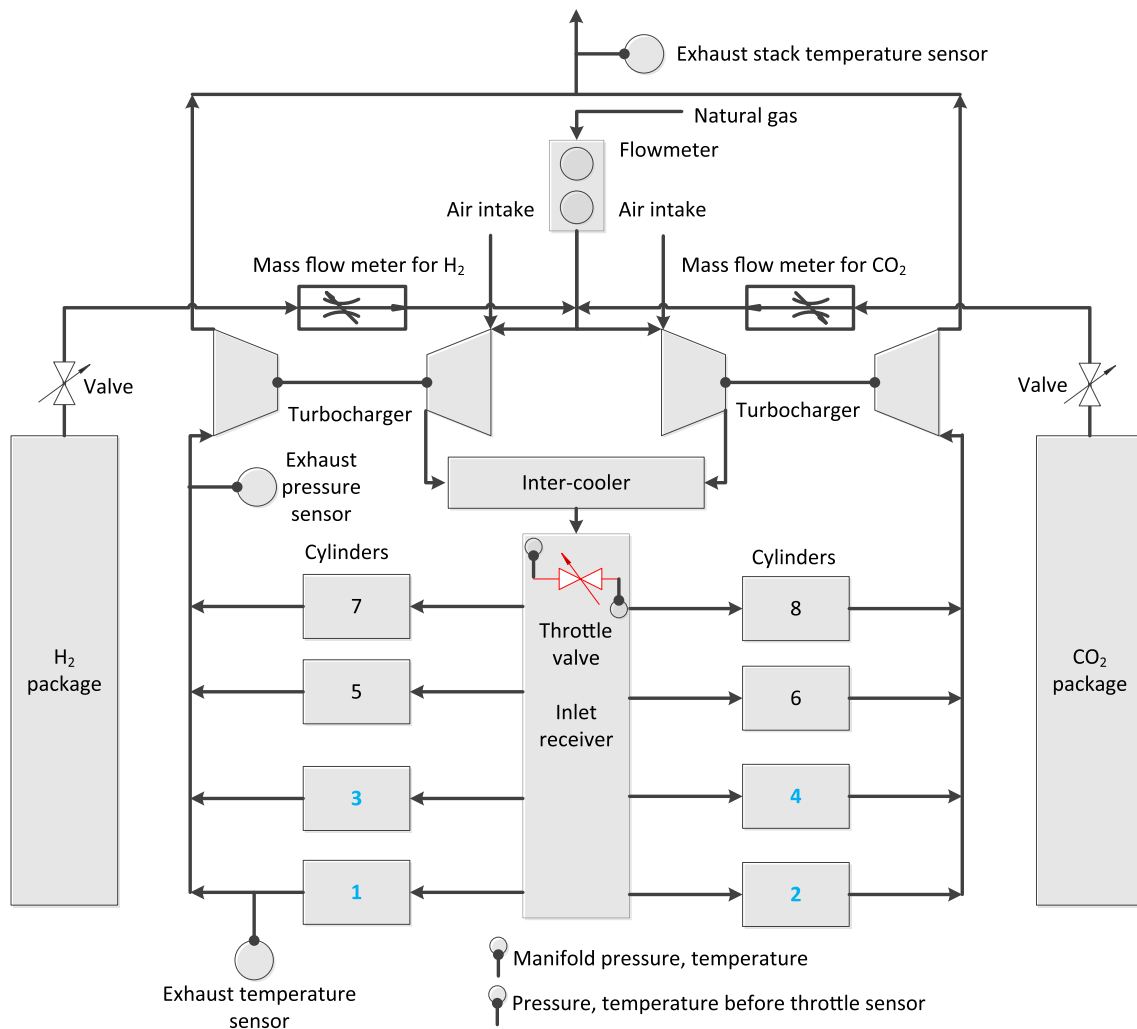 Exhaust stack temperature sensor
Natural gas
Flowmeter
Air intake
Air intake
Mass flow meter for H₂
Mass flow meter for CO₂
Valve
Turbocharger
Turbocharger
Valve
Exhaust
pressure
sensor
Inter-cooler
Cylinders
Cylinders
7
8
Throttle
valve
H₂
package
5
6
CO₂
package
Inlet
receiver
3
4
1
2
Manifold pressure, temperature
Exhaust temperature
sensor
Pressure, temperature before throttle sensor